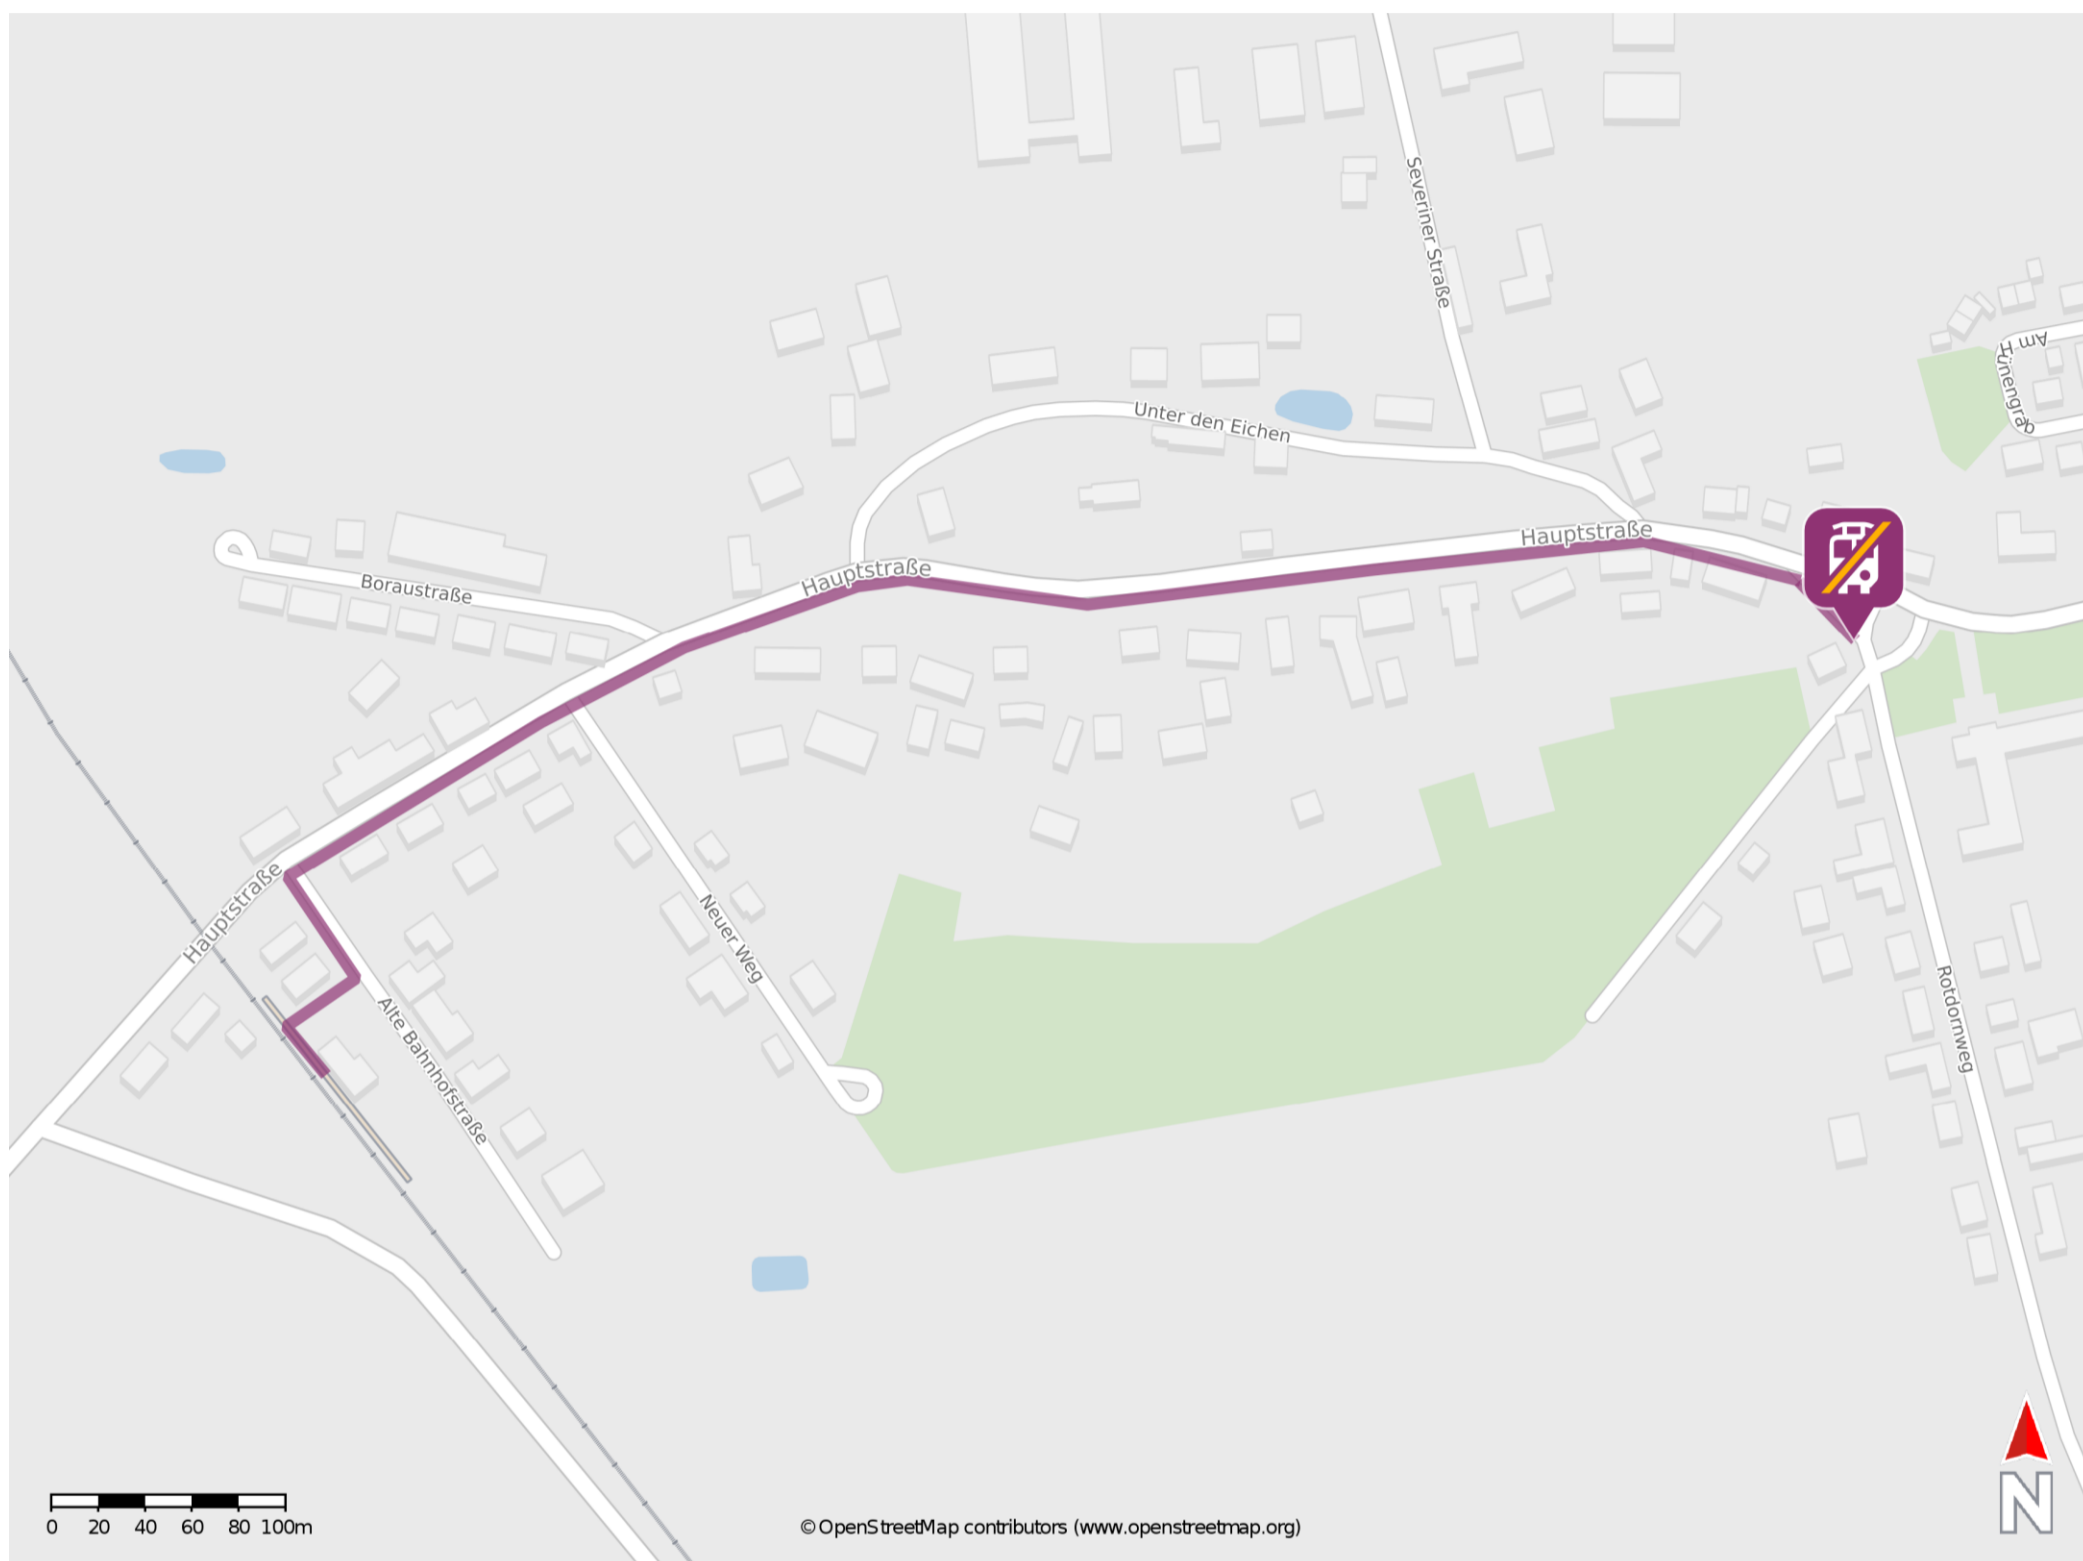 Severiner Straße
Am Hünengrab
Unter den Eichen
Hauptstraße
Hauptstraße
Boraustraße
Hauptstraße
Neuer Weg
Alte Bahnhofstraße
Rotdornweg
N
0 20 40 60 80 100m
© OpenStreetMap contributors (www.openstreetmap.org)